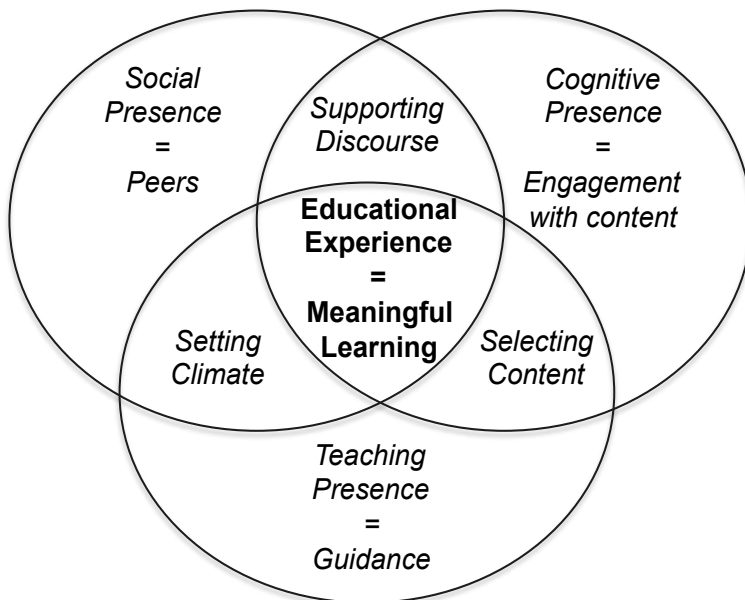 Social
Presence
=
Peers
Supporting
Discourse
Cognitive
Presence
=
Engagement
with content
Educational
Experience
=
Meaningful
Learning
Setting
Climate
Selecting
Content
Teaching
Presence
=
Guidance